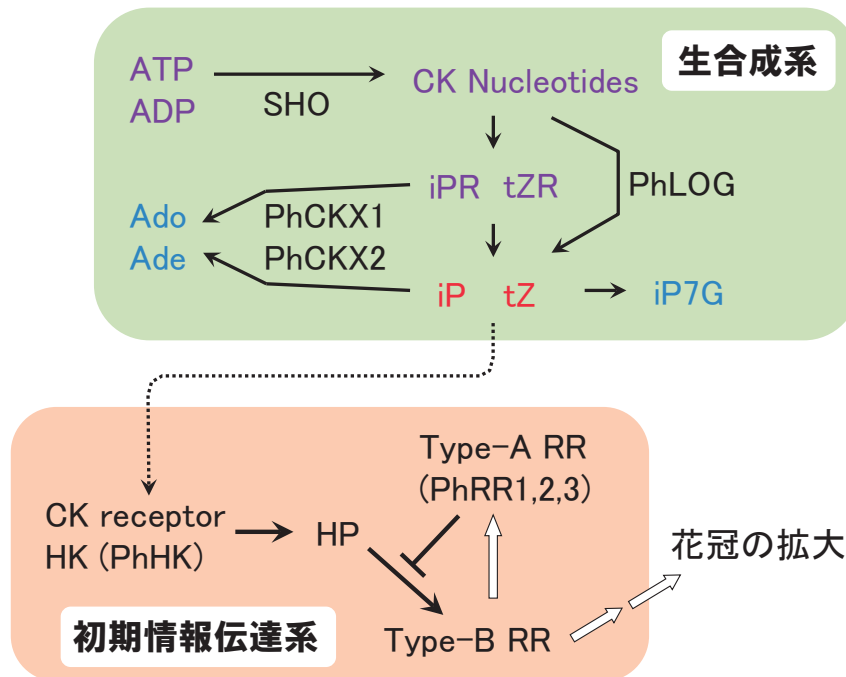 生合成系
ATP
ADP
SHO
CK Nucleotides
iPR tZR
PhLOG
Ado
Ade
PhCKX1
PhCKX2
iP tZ
iP7G
Type-A RR
(PhRR1,2,3)
CK receptor
HK (PhHK)
HP
花冠の拡大
初期情報伝達系
Type-B RR